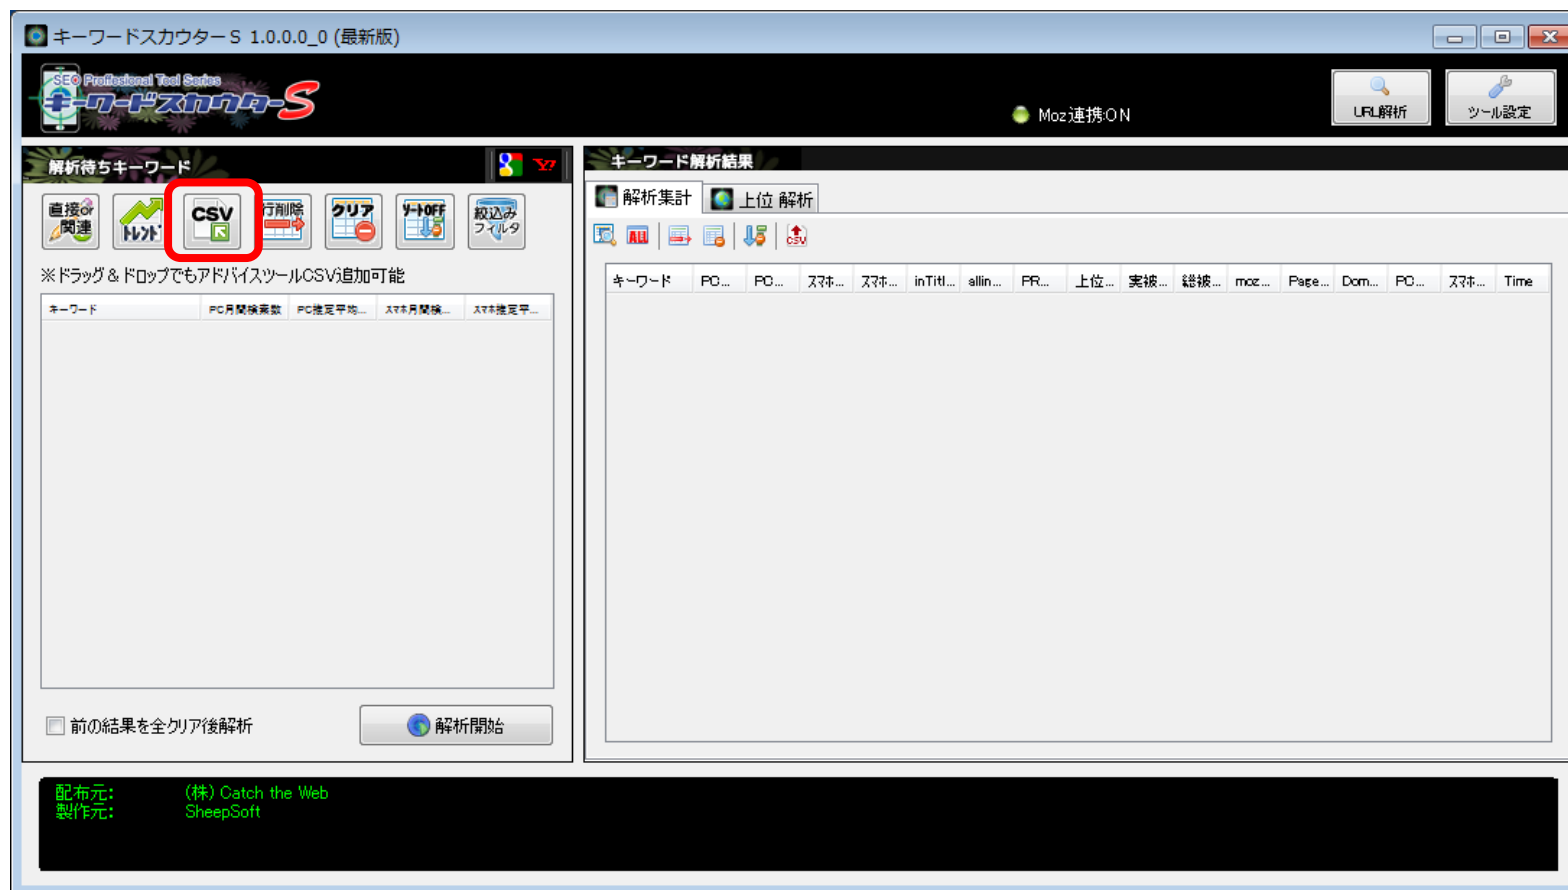 キーワードスカウターS 1.0.0.0_0 (最新版)
SEO Proffesional Tool Series
キーワードスカウターS
Moz連携:ON
URL解析
ツール設定
解析待ちキーワード
直接or
関連
トレンド
CSV
行削除
クリア
ソートOFF
絞込み
フィルタ
※ドラッグ&ドロップでもアドバイスツールCSV追加可能
キーワード PC月間検索数 PC推定平均... スマホ月間検... スマホ推定平...
前の結果を全クリア後解析
解析開始
キーワード解析結果
解析集計 上位 解析
ALL
CSV
キーワード PC... PC... スマホ... スマホ... inTitl... allin... PR... 上位... 実被... 総被... moz... Page... Dom... PC... スマホ... Time
配布元: (株) Catch the Web
製作元: SheepSoft